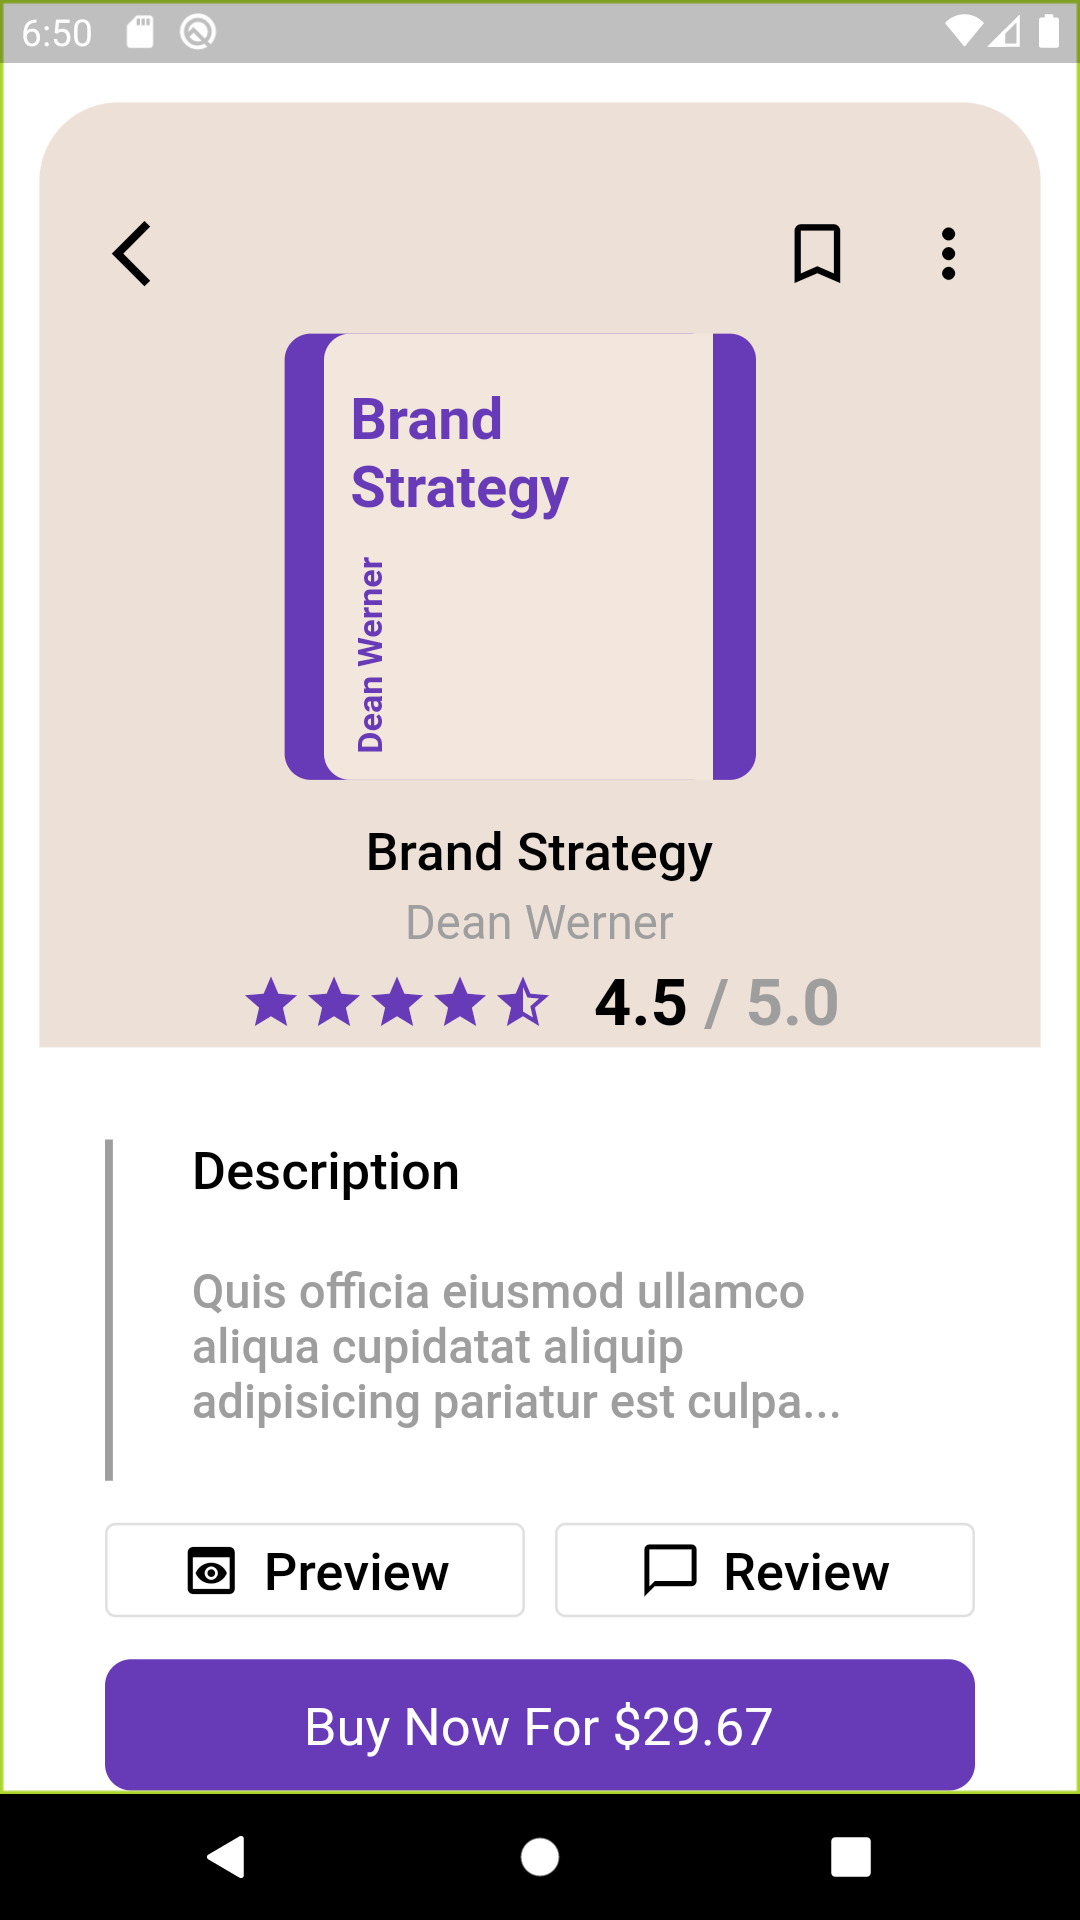 6:50
Brand
Strategy
Dean Werner
Brand Strategy
Dean Werner
4.5 / 5.0
Description
Quis officia eiusmod ullamco
aliqua cupidatat aliquip
adipisicing pariatur est culpa...
Preview
Review
Buy Now For $29.67